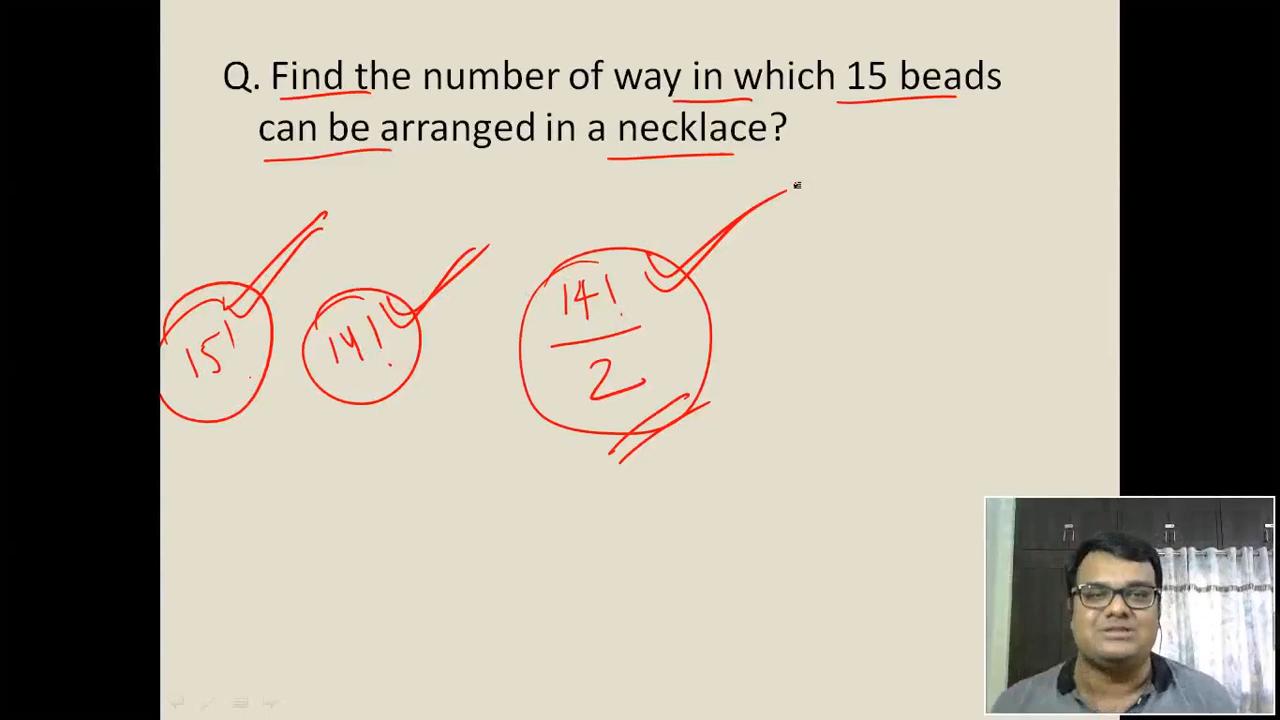 Q. Find the number of way in which 15 beads
can be arranged in a necklace?
15!
14!
14!
2